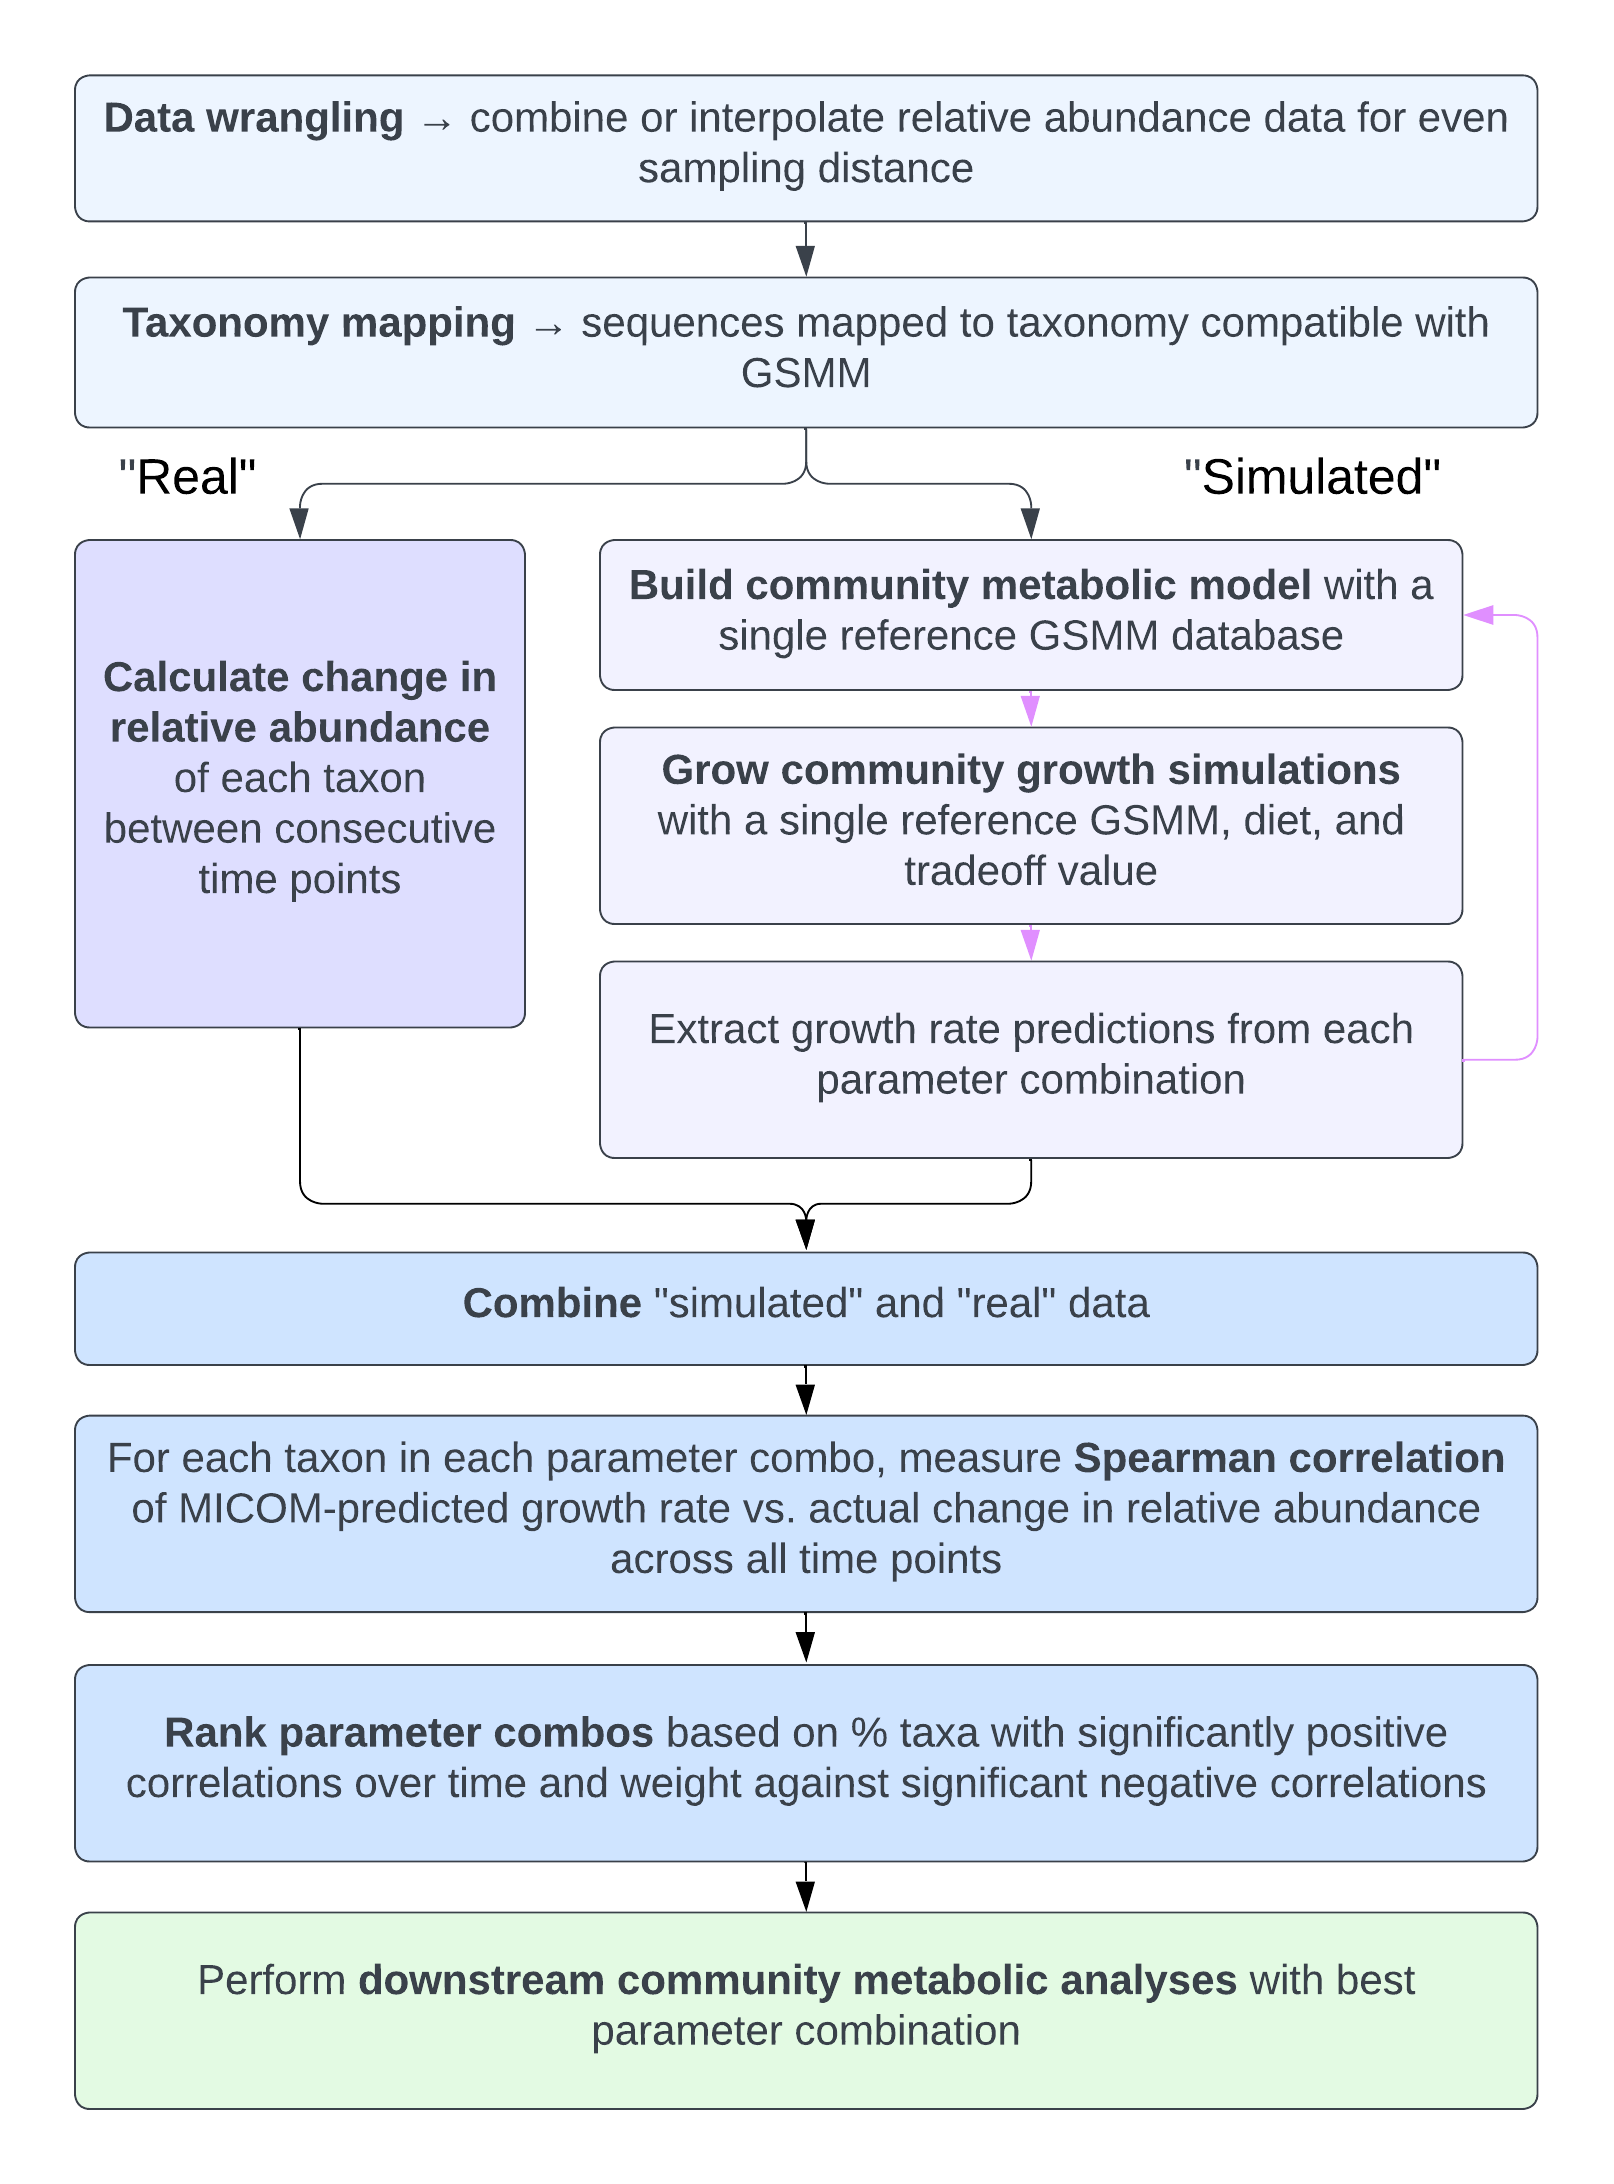 Data wrangling → combine or interpolate relative abundance data for even
sampling distance
Taxonomy mapping → sequences mapped to taxonomy compatible with
GSMM
"Real"
"Simulated"
Calculate change in
relative abundance
of each taxon
between consecutive
time points
Build community metabolic model with a
single reference GSMM database
Grow community growth simulations
with a single reference GSMM, diet, and
tradeoff value
Extract growth rate predictions from each
parameter combination
Combine "simulated" and "real" data
For each taxon in each parameter combo, measure Spearman correlation
of MICOM-predicted growth rate vs. actual change in relative abundance
across all time points
Rank parameter combos based on % taxa with significantly positive
correlations over time and weight against significant negative correlations
Perform downstream community metabolic analyses with best
parameter combination